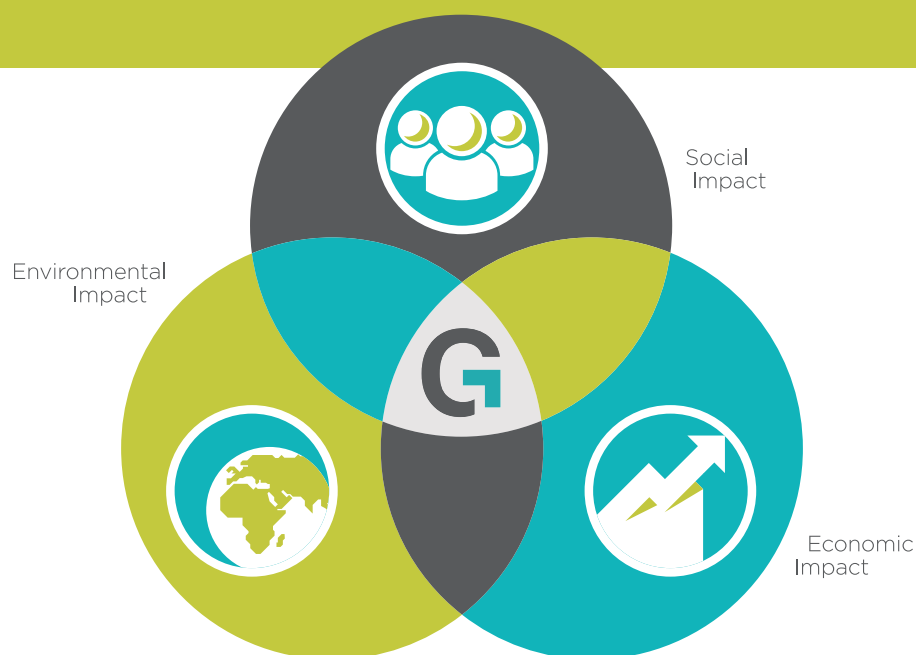 Social
Impact
Environmental
Impact
G
Economic
Impact